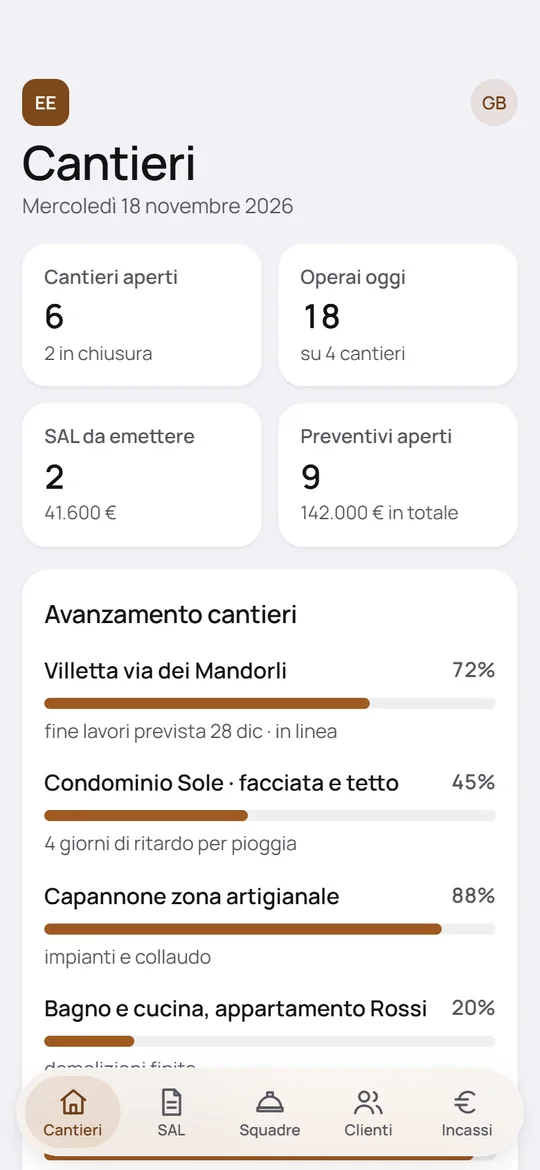 EE
GB
Cantieri
Mercoledì 18 novembre 2026
Cantieri aperti
6
2 in chiusura
Operai oggi
18
su 4 cantieri
SAL da emettere
2
41.600 €
Preventivi aperti
9
142.000 € in totale
Avanzamento cantieri
Villetta via dei Mandorli
72%
fine lavori prevista 28 dic · in linea
Condominio Sole · facciata e tetto
45%
4 giorni di ritardo per pioggia
Capannone zona artigianale
88%
impianti e collaudo
Bagno e cucina, appartamento Rossi
20%
demolizioni finite
Cantieri
SAL
Squadre
Clienti
Incassi